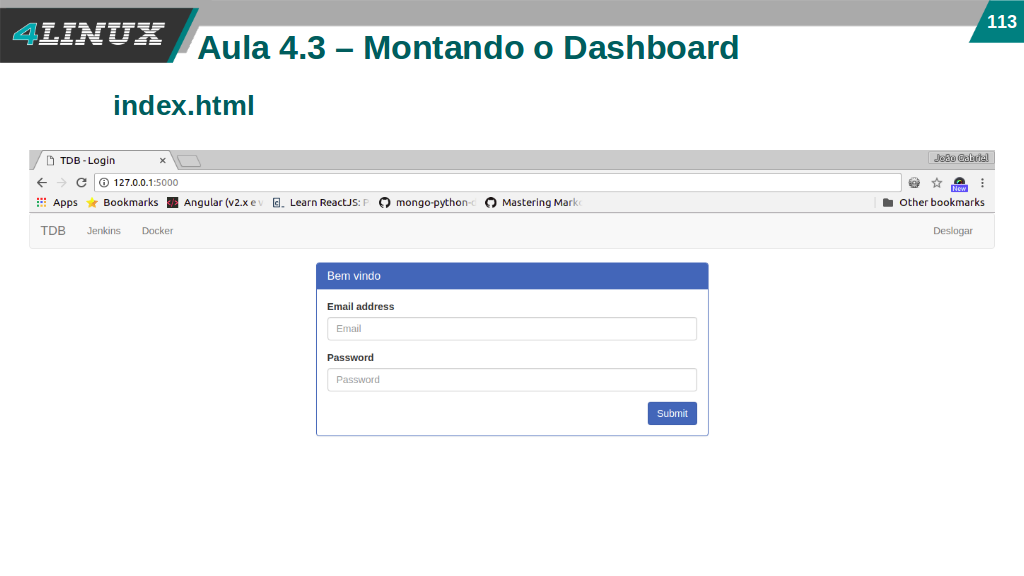 4LINUX
113
Aula 4.3 – Montando o Dashboard
index.html
TDB - Login
João Gabriel
127.0.0.1:5000
New
Apps Bookmarks Angular (v2.x e v Learn ReactJS: P mongo-python- Mastering Mark Other bookmarks
TDB Jenkins Docker Deslogar
Bem vindo
Email address
Email
Password
Password
Submit